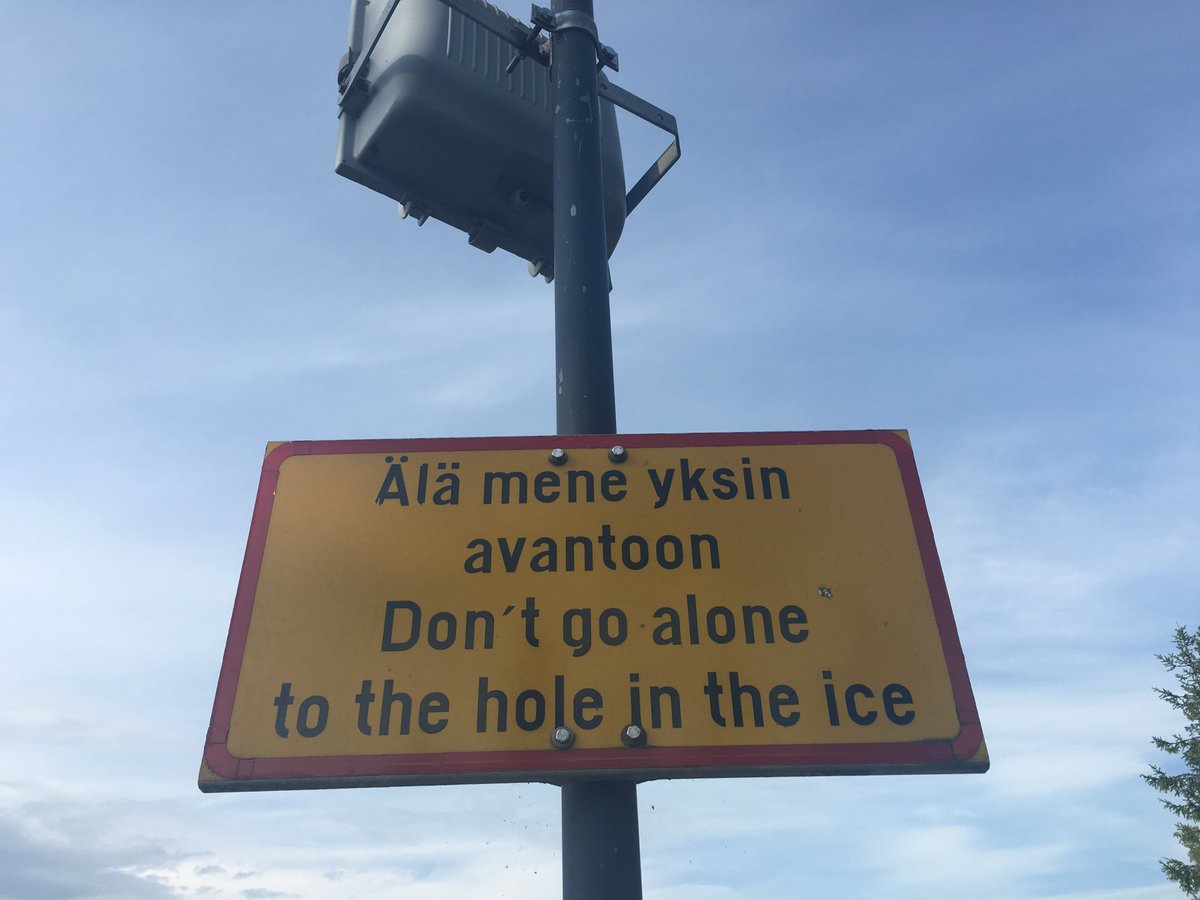 Älä mene yksin
avantoon
Don´t go alone
to the hole in the ice